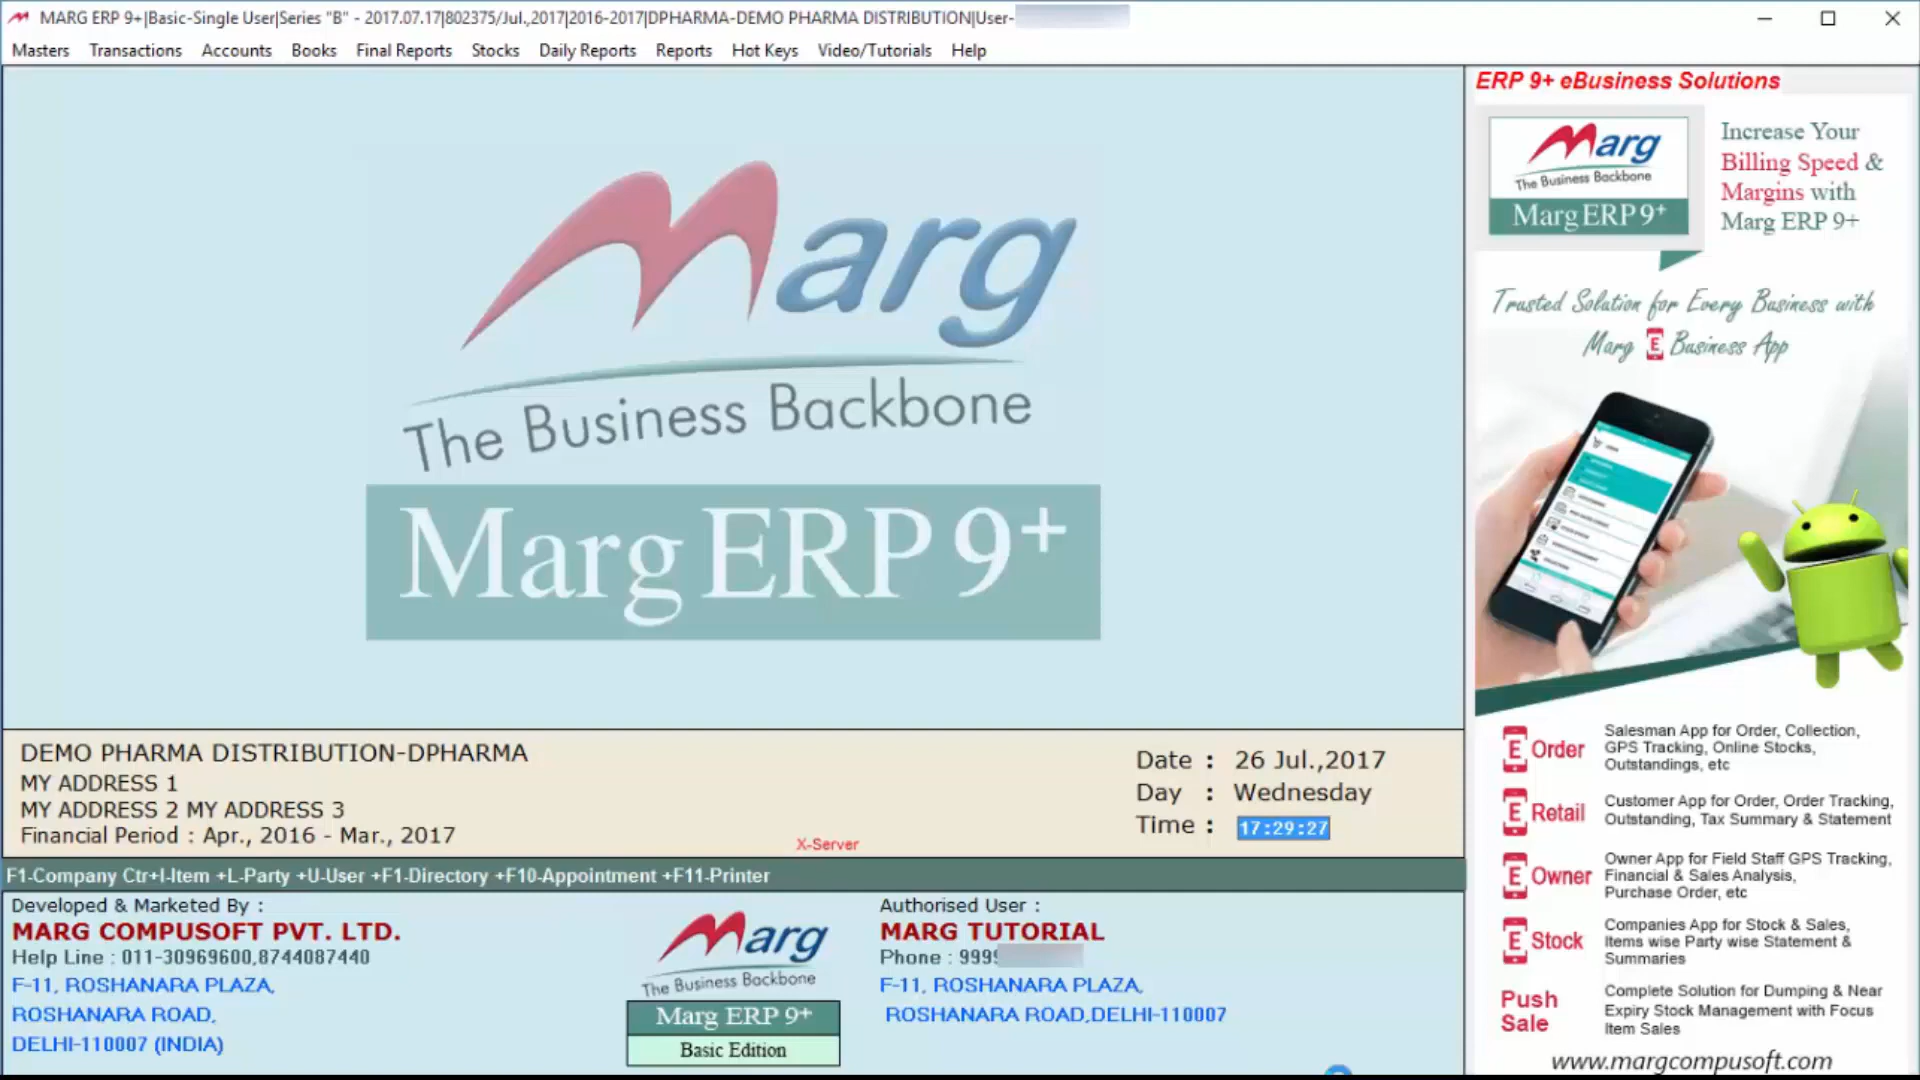 MARG ERP 9+|Basic-Single User|Series "B" - 2017.07.17|802375/Jul.,2017|2016-2017|DPHARMA-DEMO PHARMA DISTRIBUTION|User-
Masters Transactions Accounts Books Final Reports Stocks Daily Reports Reports Hot Keys Video/Tutorials Help
Marg
The Business Backbone
Marg ERP 9+
DEMO PHARMA DISTRIBUTION-DPHARMA
MY ADDRESS 1
MY ADDRESS 2 MY ADDRESS 3
Financial Period : Apr., 2016 - Mar., 2017
X-Server
Date : 26 Jul.,2017
Day : Wednesday
Time : 17:29:27
F1-Company Ctr+I-Item +L-Party +U-User +F1-Directory +F10-Appointment +F11-Printer
Developed & Marketed By :
MARG COMPUSOFT PVT. LTD.
Help Line : 011-30969600,8744087440
F-11, ROSHANARA PLAZA,
ROSHANARA ROAD,
DELHI-110007 (INDIA)
Marg
The Business Backbone
Marg ERP 9+
Basic Edition
Authorised User :
MARG TUTORIAL
Phone : 999
F-11, ROSHANARA PLAZA,
ROSHANARA ROAD,DELHI-110007
ERP 9+ eBusiness Solutions
Marg
The Business Backbone
Marg ERP 9+
Increase Your
Billing Speed &
Margins with
Marg ERP 9+
Trusted Solution for Every Business with
Marg E Business App
E Order
Salesman App for Order, Collection,
GPS Tracking, Online Stocks,
Outstandings, etc
E Retail
Customer App for Order, Order Tracking,
Outstanding, Tax Summary & Statement
E Owner
Owner App for Field Staff GPS Tracking,
Financial & Sales Analysis,
Purchase Order, etc
E Stock
Companies App for Stock & Sales,
Items wise Party wise Statement &
Summaries
Push
Sale
Complete Solution for Dumping & Near
Expiry Stock Management with Focus
Item Sales
www.margcompusoft.com